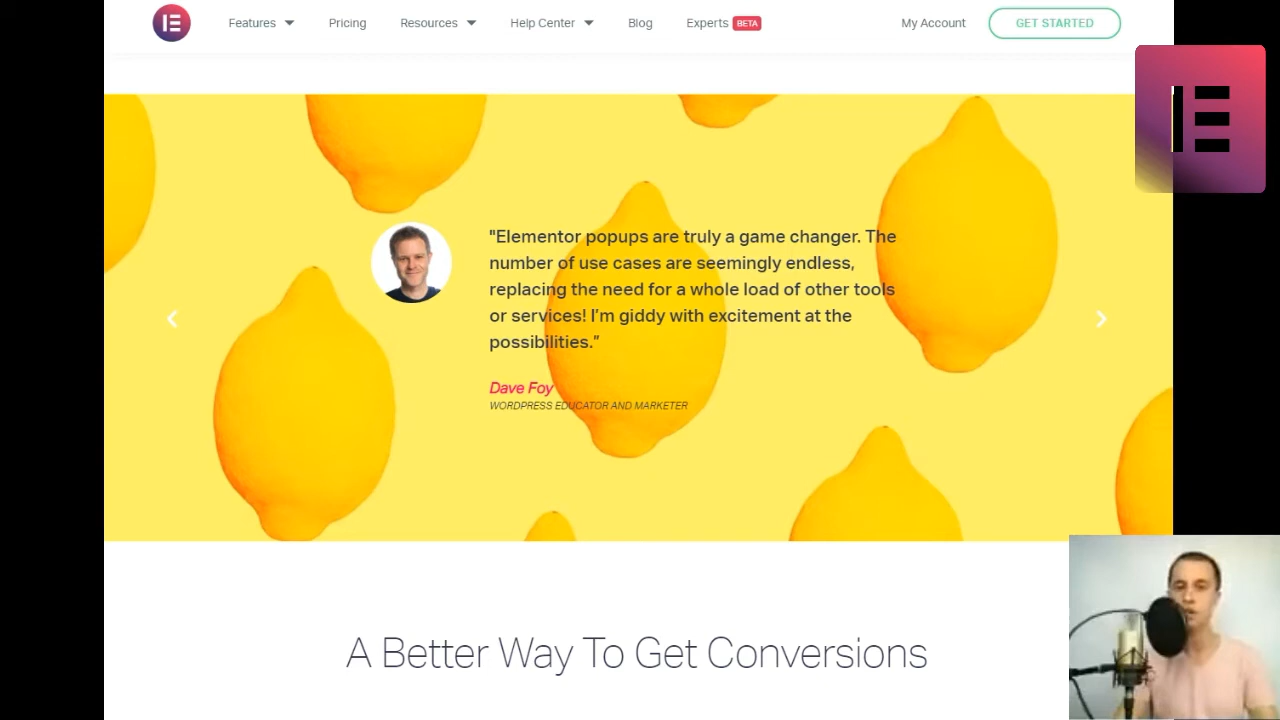 Features Pricing Resources Help Center Blog Experts BETA My Account GET STARTED
"Elementor popups are truly a game changer. The
number of use cases are seemingly endless,
replacing the need for a whole load of other tools
or services! I'm giddy with excitement at the
possibilities."
Dave Foy
WORDPRESS EDUCATOR AND MARKETER
A Better Way To Get Conversions